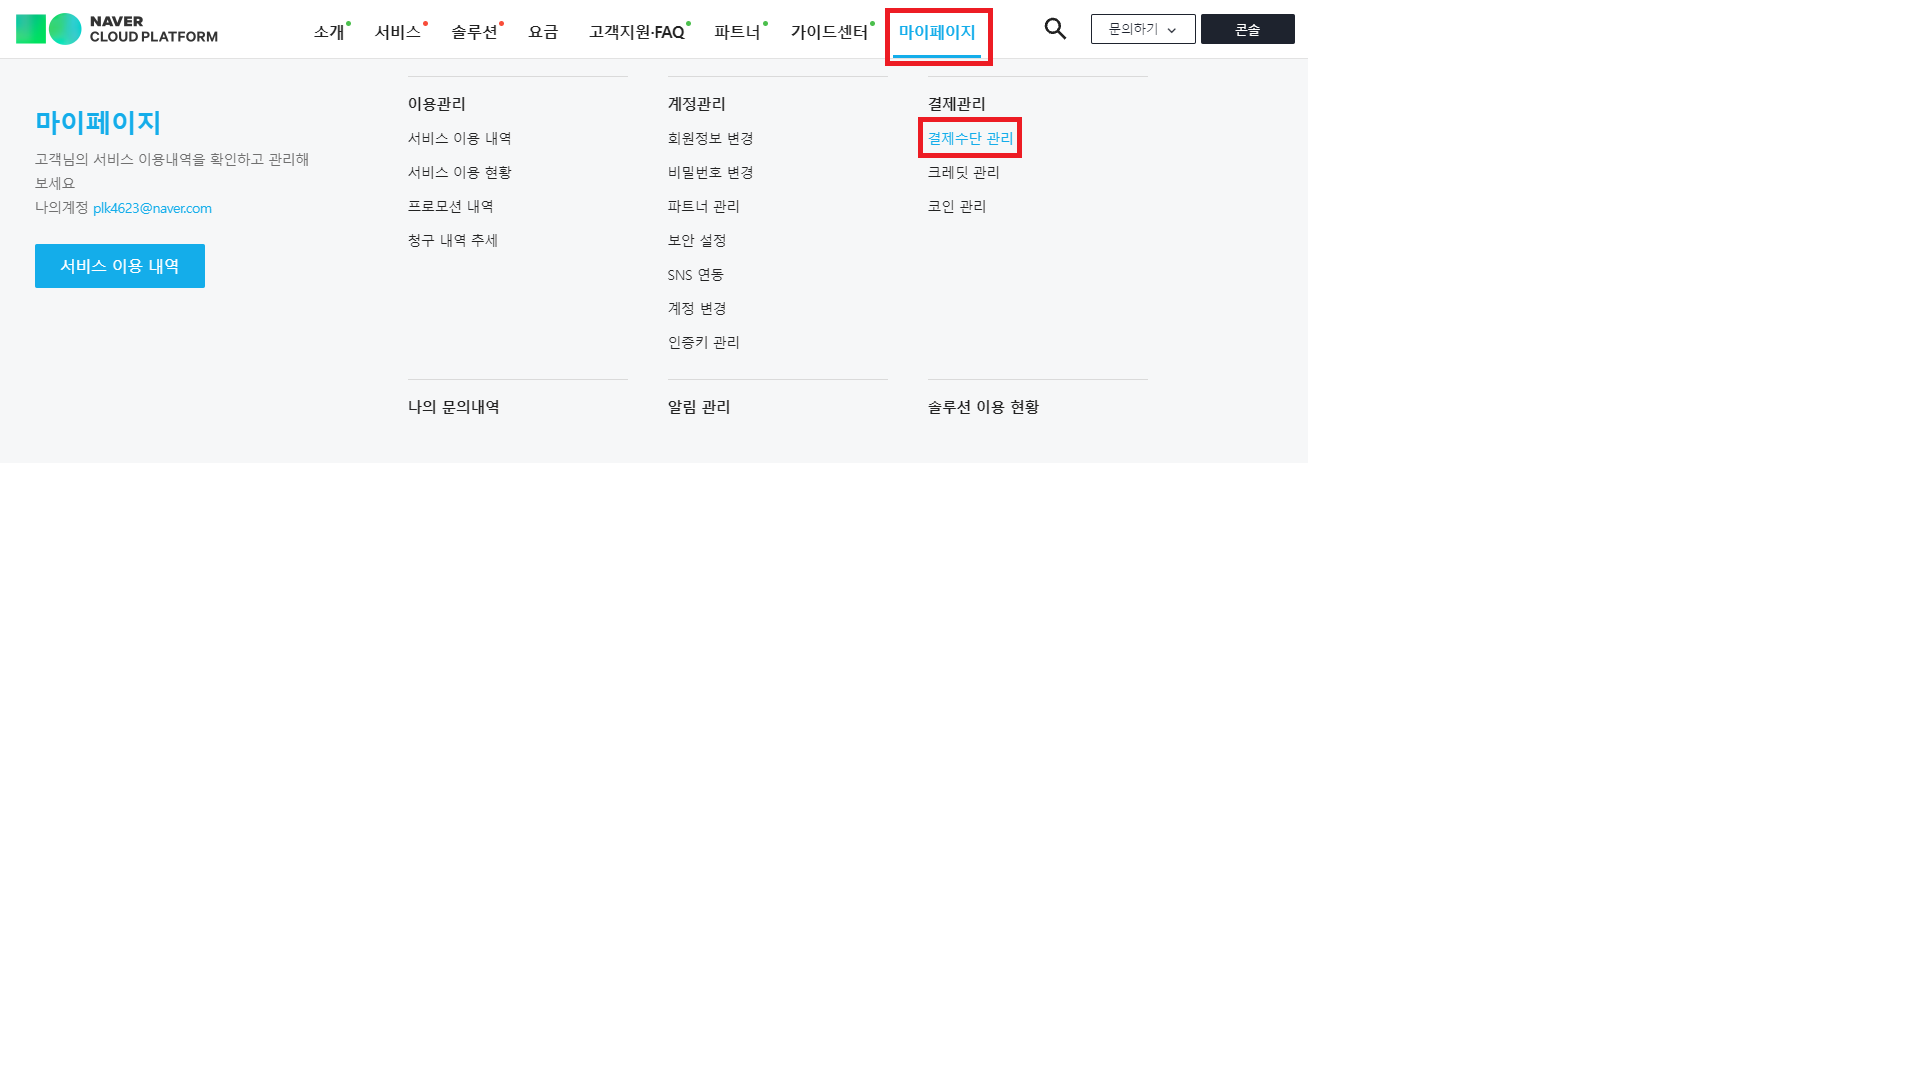 NAVER
CLOUD PLATFORM
소개 서비스 솔루션 요금 고객지원·FAQ 파트너 가이드센터 마이페이지 문의하기 콘솔
마이페이지
고객님의 서비스 이용내역을 확인하고 관리해
보세요
나의계정 plk4623@naver.com
서비스 이용 내역
이용관리
서비스 이용 내역
서비스 이용 현황
프로모션 내역
청구 내역 추세
계정관리
회원정보 변경
비밀번호 변경
파트너 관리
보안 설정
SNS 연동
계정 변경
인증키 관리
결제관리
결제수단 관리
크레딧 관리
코인 관리
나의 문의내역
알림 관리
솔루션 이용 현황